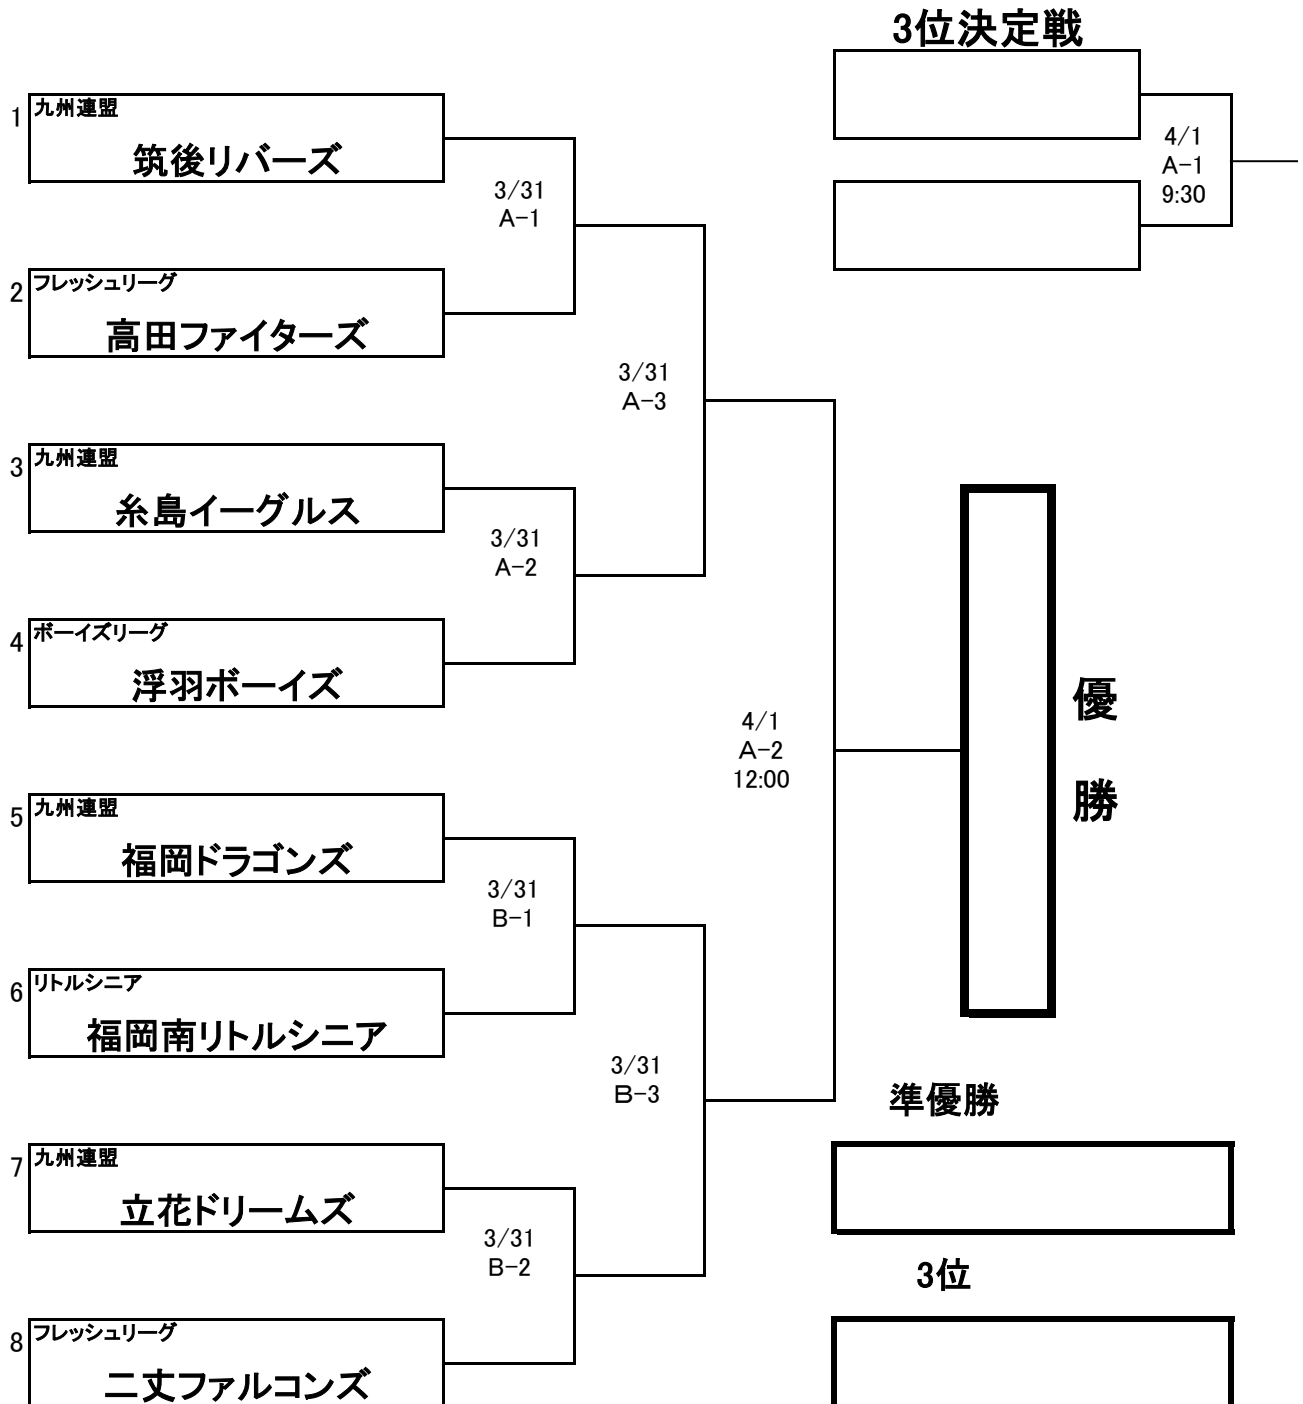 3位決定戦
4/1
A-1
9:30
1
九州連盟
筑後リバーズ
3/31
A-1
2
フレッシュリーグ
高田ファイターズ
3/31
A-3
3
九州連盟
糸島イーグルス
3/31
A-2
4
ボーイズリーグ
浮羽ボーイズ
4/1
A-2
12:00
優
勝
5
九州連盟
福岡ドラゴンズ
3/31
B-1
6
リトルシニア
福岡南リトルシニア
3/31
B-3
準優勝
7
九州連盟
立花ドリームズ
3/31
B-2
3位
8
フレッシュリーグ
二丈ファルコンズ